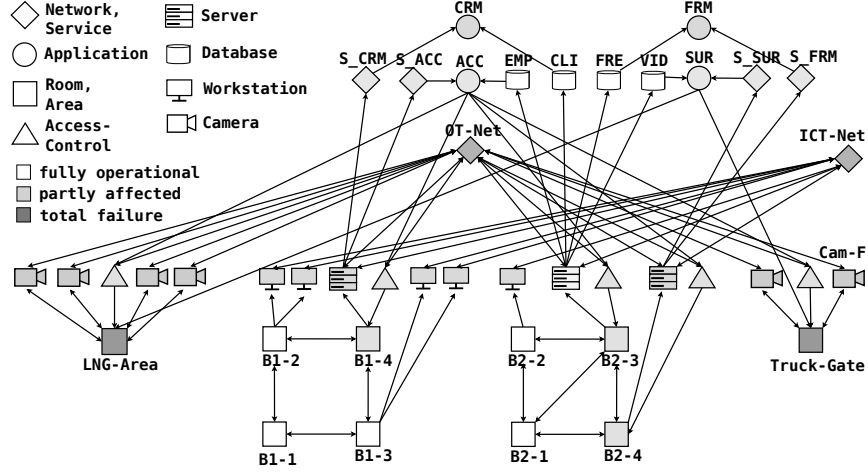 Network,
Service
Server
Application
Database
Room,
Area
Workstation
Access-
Control
Camera
fully operational
partly affected
total failure
CRM
FRM
S_CRM
S_ACC
ACC
EMP
CLI
FRE
VID
SUR
S_SUR
S_FRM
OT-Net
ICT-Net
Cam-F
LNG-Area
B1-2
B1-4
B2-2
B2-3
Truck-Gate
B1-1
B1-3
B2-1
B2-4